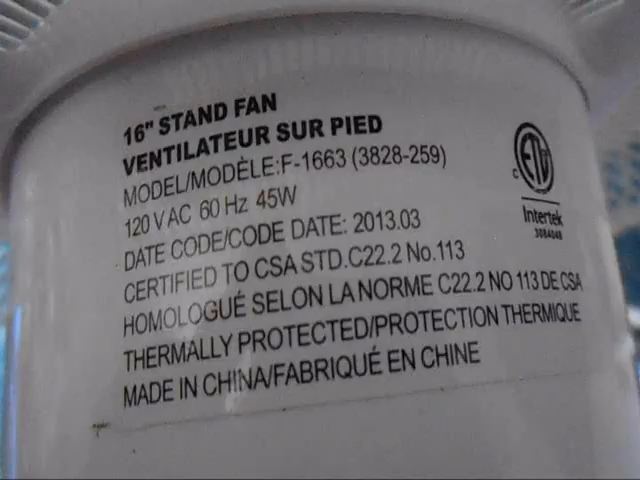 16" STAND FAN
VENTILATEUR SUR PIED
MODEL/MODÈLE:F-1663 (3828-259)
120 V AC 60 Hz 45W
DATE CODE/CODE DATE: 2013.03
CERTIFIED TO CSA STD.C22.2 No.113
HOMOLOGUÉ SELON LA NORME C22.2 NO 113 DE CSA
THERMALLY PROTECTED/PROTECTION THERMIQUE
MADE IN CHINA/FABRIQUÉ EN CHINE
C ETL
Intertek
3084048